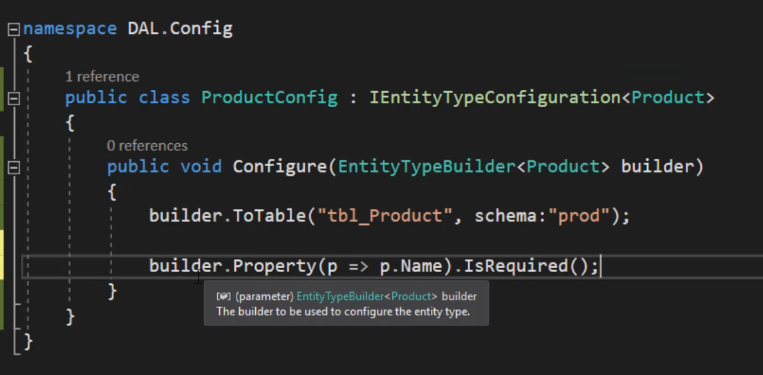 namespace DAL.Config
{
1 reference
public class ProductConfig : IEntityTypeConfiguration<Product>
{
0 references
public void Configure(EntityTypeBuilder<Product> builder)
{
builder.ToTable("tbl_Product", schema:"prod");
builder.Property(p => p.Name).IsRequired();
}
(parameter) EntityTypeBuilder<Product> builder
The builder to be used to configure the entity type.
}
}